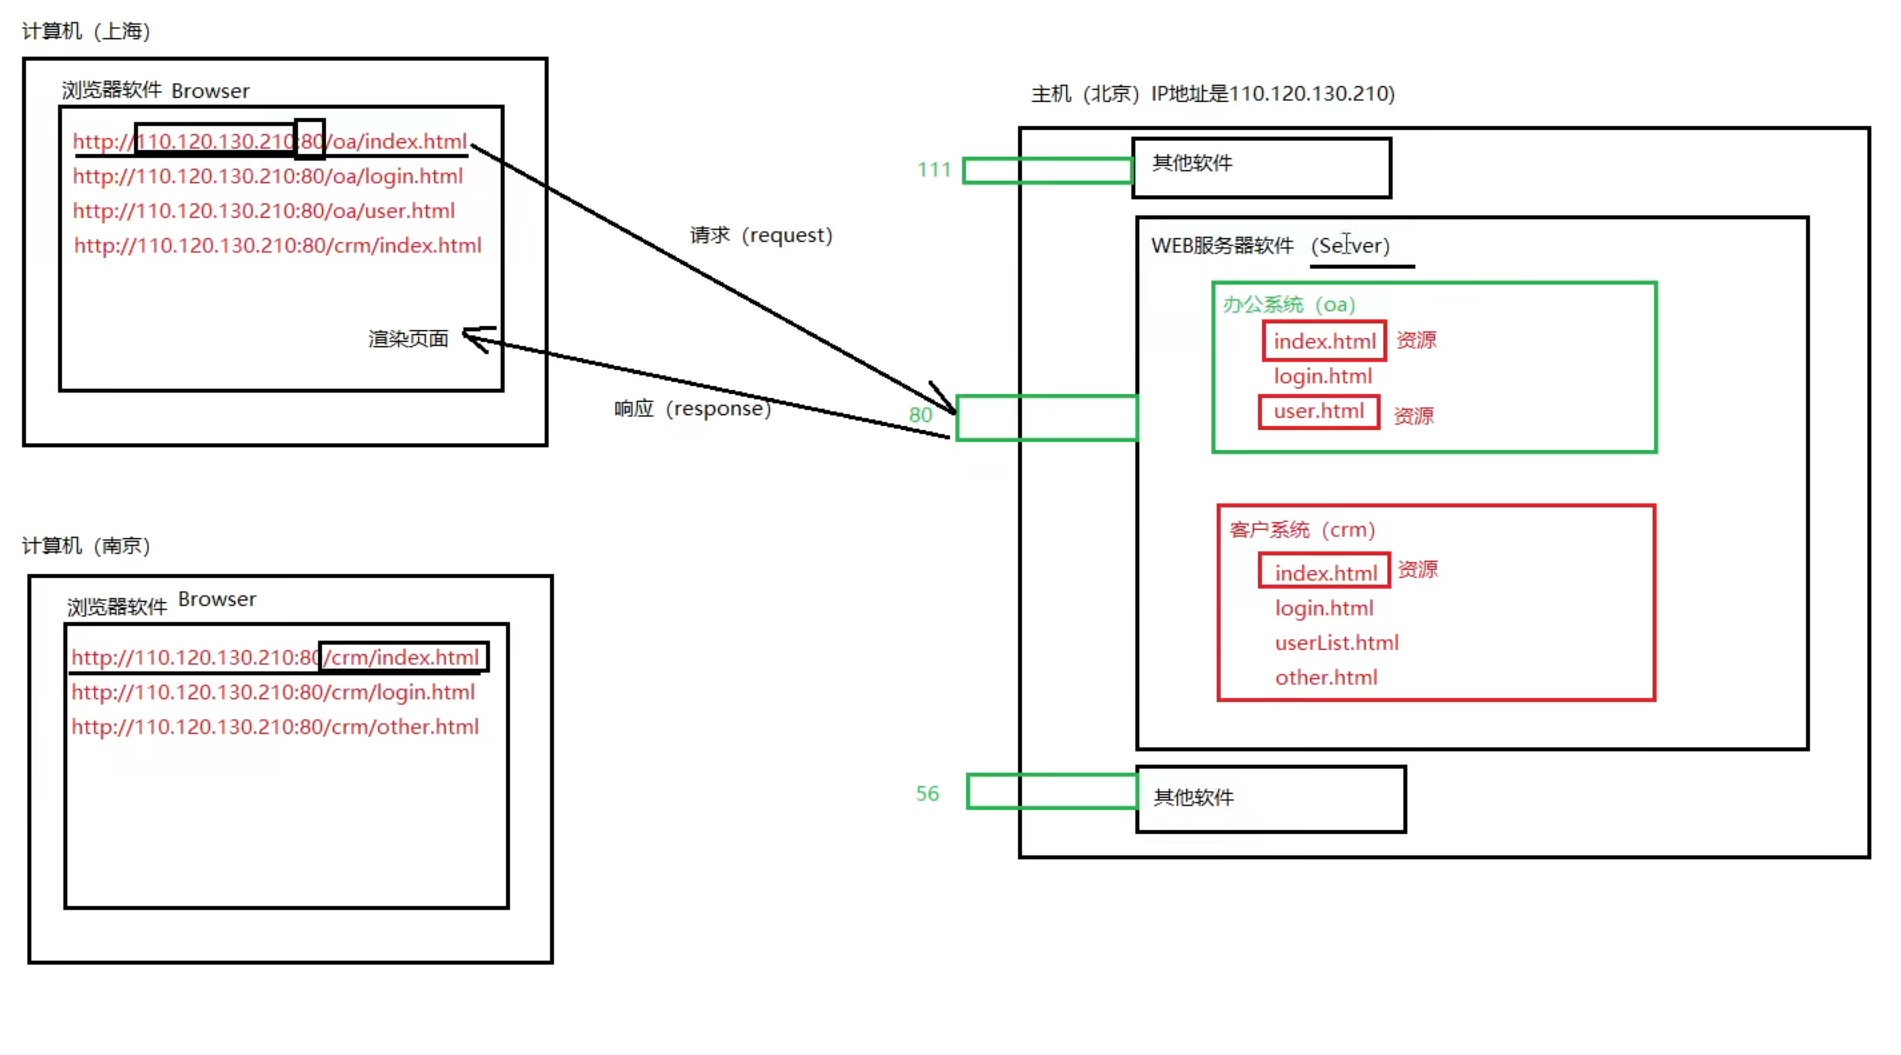 计算机（上海）
浏览器软件 Browser
http://110.120.130.210:80/oa/index.html
http://110.120.130.210:80/oa/login.html
http://110.120.130.210:80/oa/user.html
http://110.120.130.210:80/crm/index.html
渲染页面
请求（request）
响应（response）
主机（北京）IP地址是110.120.130.210)
111
其他软件
WEB服务器软件 （Server）
办公系统（oa）
index.html 资源
login.html
80
user.html 资源
客户系统（crm）
index.html 资源
login.html
userList.html
other.html
56
其他软件
计算机（南京）
浏览器软件 Browser
http://110.120.130.210:80/crm/index.html
http://110.120.130.210:80/crm/login.html
http://110.120.130.210:80/crm/other.html